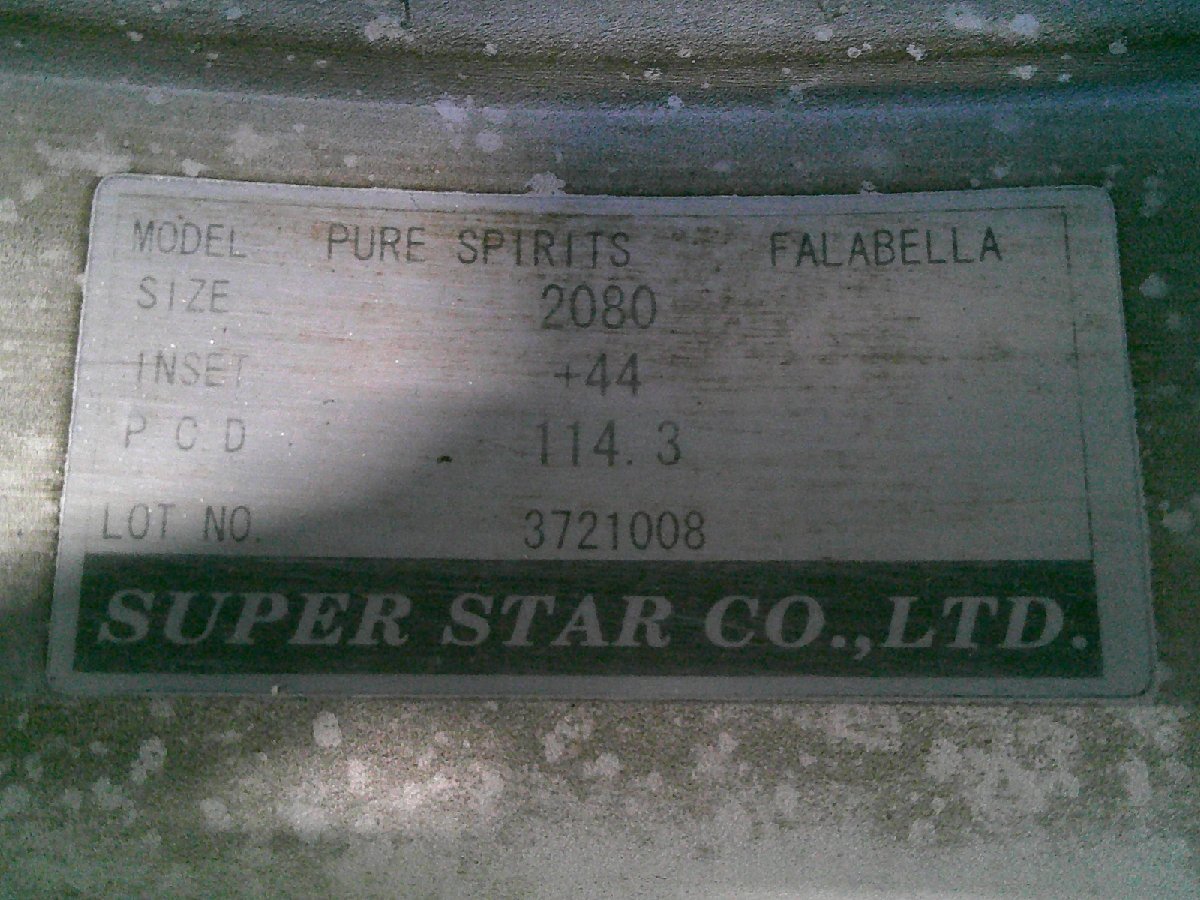 MODEL PURE SPIRITS FALABELLA
SIZE 2080
INSET +44
P C D 114.3
LOT NO. 3721008
SUPER STAR CO.,LTD.